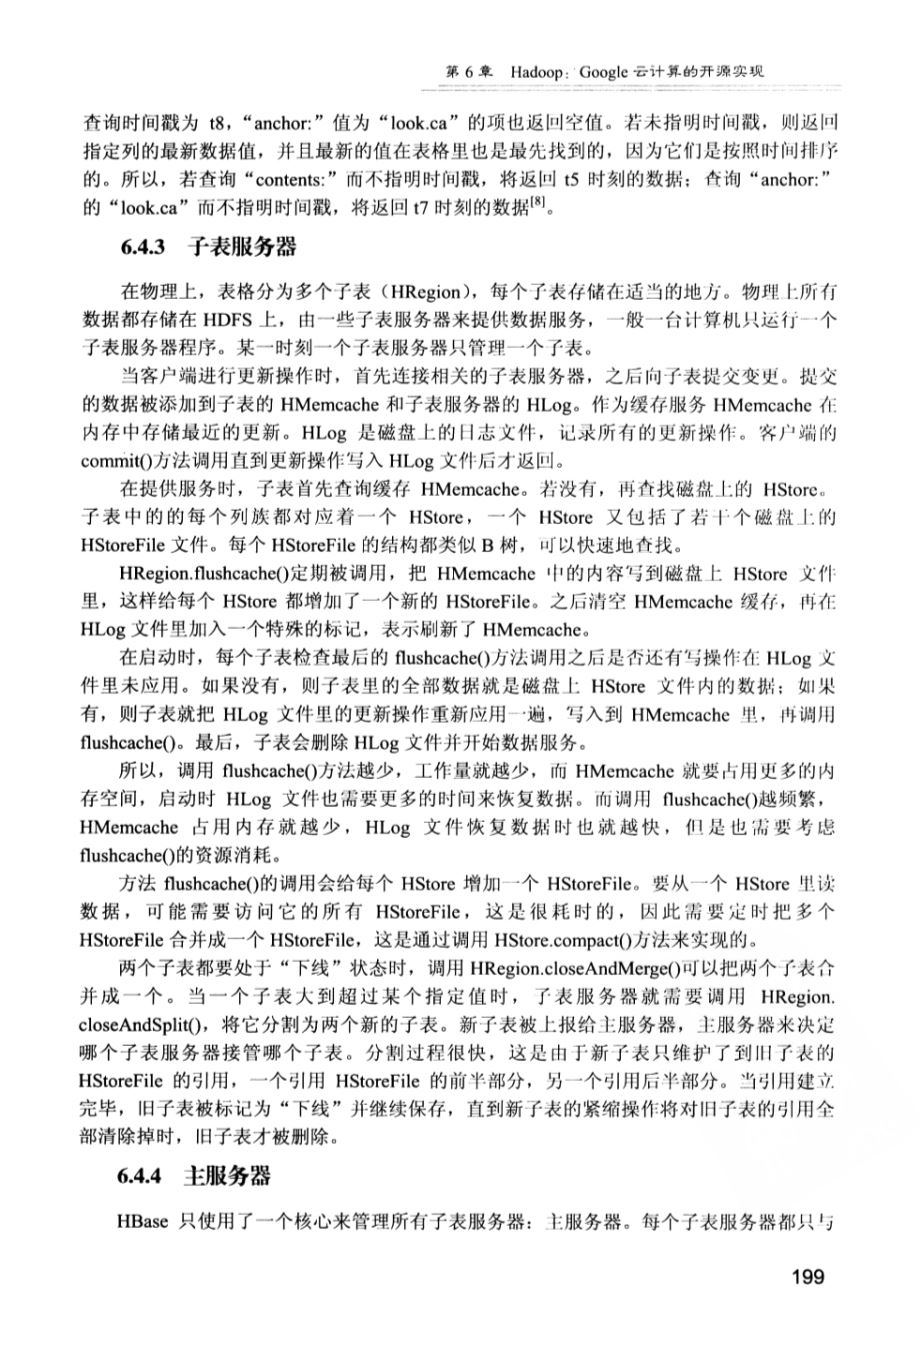 第 6 章 Hadoop：Google 云计算的开源实现
查询时间戳为 t8，“anchor:”值为“look.ca”的项也返回空值。若未指明时间戳，则返回
指定列的最新数据值，并且最新的值在表格里也是最先找到的，因为它们是按照时间排序
的。所以，若查询“contents:”而不指明时间戳，将返回 t5 时刻的数据；查询“anchor:”
的“look.ca”而不指明时间戳，将返回 t7 时刻的数据[8]。
6.4.3 子表服务器
在物理上，表格分为多个子表（HRegion），每个子表存储在适当的地方。物理上所有
数据都存储在 HDFS 上，由一些子表服务器来提供数据服务，一般一台计算机只运行一个
子表服务器程序。某一时刻一个子表服务器只管理一个子表。
当客户端进行更新操作时，首先连接相关的子表服务器，之后向子表提交变更。提交
的数据被添加到子表的 HMemcache 和子表服务器的 HLog。作为缓存服务 HMemcache 在
内存中存储最近的更新。HLog 是磁盘上的日志文件，记录所有的更新操作。客户端的
commit()方法调用直到更新操作写入 HLog 文件后才返回。
在提供服务时，子表首先查询缓存 HMemcache。若没有，再查找磁盘上的 HStore。
子表中的的每个列族都对应着一个 HStore，一个 HStore 又包括了若干个磁盘上的
HStoreFile 文件。每个 HStoreFile 的结构都类似 B 树，可以快速地查找。
HRegion.flushcache()定期被调用，把 HMemcache 中的内容写到磁盘上 HStore 文件
里，这样给每个 HStore 都增加了一个新的 HStoreFile。之后清空 HMemcache 缓存，再在
HLog 文件里加入一个特殊的标记，表示刷新了 HMemcache。
在启动时，每个子表检查最后的 flushcache()方法调用之后是否还有写操作在 HLog 文
件里未应用。如果没有，则子表里的全部数据就是磁盘上 HStore 文件内的数据；如果
有，则子表就把 HLog 文件里的更新操作重新应用一遍，写入到 HMemcache 里，再调用
flushcache()。最后，子表会删除 HLog 文件并开始数据服务。
所以，调用 flushcache()方法越少，工作量就越少，而 HMemcache 就要占用更多的内
存空间，启动时 HLog 文件也需要更多的时间来恢复数据。而调用 flushcache()越频繁，
HMemcache 占用内存就越少，HLog 文件恢复数据时也就越快，但是也需要考虑
flushcache()的资源消耗。
方法 flushcache()的调用会给每个 HStore 增加一个 HStoreFile。要从一个 HStore 里读
数据，可能需要访问它的所有 HStoreFile，这是很耗时的，因此需要定时把多个
HStoreFile 合并成一个 HStoreFile，这是通过调用 HStore.compact()方法来实现的。
两个子表都要处于“下线”状态时，调用 HRegion.closeAndMerge()可以把两个子表合
并成一个。当一个子表大到超过某个指定值时，子表服务器就需要调用 HRegion.
closeAndSplit()，将它分割为两个新的子表。新子表被上报给主服务器，主服务器来决定
哪个子表服务器接管哪个子表。分割过程很快，这是由于新子表只维护了到旧子表的
HStoreFile 的引用，一个引用 HStoreFile 的前半部分，另一个引用后半部分。当引用建立
完毕，旧子表被标记为“下线”并继续保存，直到新子表的紧缩操作将对旧子表的引用全
部清除掉时，旧子表才被删除。
6.4.4 主服务器
HBase 只使用了一个核心来管理所有子表服务器：主服务器。每个子表服务器都只与
199